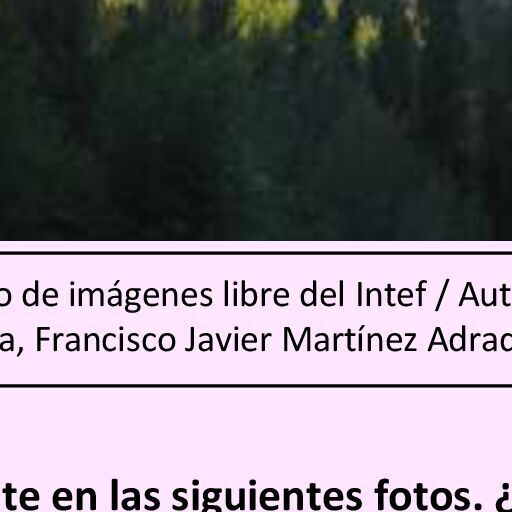 o de imágenes libre del Intef / Aut
a, Francisco Javier Martínez Adrad
te en las siguientes fotos. ¿